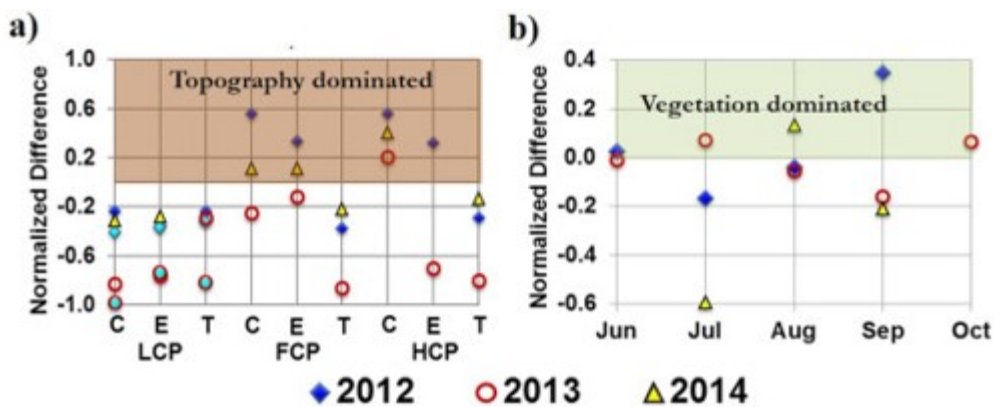 a)
Normalized Difference
1.0
0.6
0.2
-0.2
-0.6
-1.0
Topography dominated
C E T C E T C E T
LCP FCP HCP
b)
Normalized Difference
0.4
0.2
0.0
-0.2
-0.4
-0.6
Vegetation dominated
Jun Jul Aug Sep Oct
2012 2013 2014